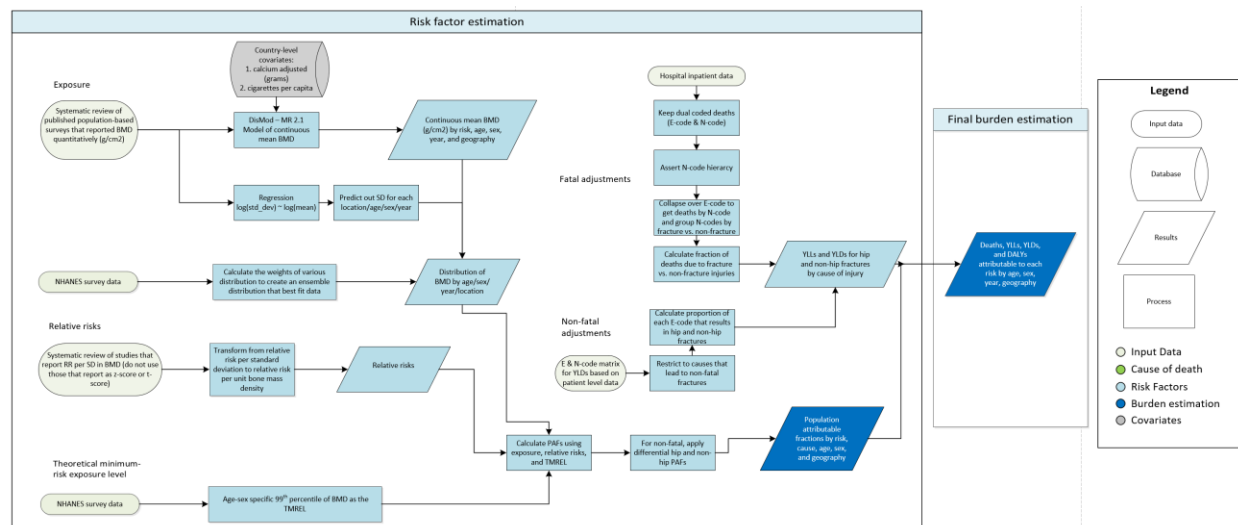 Risk factor estimation
Country-level
covariates:
1. calcium adjusted
(grams)
2. cigarettes per capita
Exposure
Systematic review of
published population-based
surveys that reported BMD
quantitatively (g/cm2)
DisMod – MR 2.1
Model of continuous
mean BMD
Continuous mean BMD
(g/cm2) by risk, age, sex,
year, and geography
Regression
log(std_dev) ~ log(mean)
Predict out SD for each
location/age/sex/year
NHANES survey data
Calculate the weights of various
distribution to create an ensemble
distribution that best fit data
Distribution of
BMD by age/sex/
year/location
Relative risks
Systematic review of studies that
report RR per SD in BMD (do not use
those that report as z-score or t-
score)
Transform from relative
risk per standard
deviation to relative risk
per unit bone mass
density
Relative risks
Theoretical minimum-
risk exposure level
NHANES survey data
Age-sex specific 99th percentile of BMD as the
TMREL
Calculate PAFs using
exposure, relative risks,
and TMREL
For non-fatal, apply
differential hip and non-
hip PAFs
Population
attributable
fractions by risk,
cause, age, sex,
and geography
Hospital inpatient data
Keep dual coded deaths
(E-code & N-code)
Assert N-code hierarcy
Fatal adjustments
Collapse over E-code to
get deaths by N-code
and group N-codes by
fracture vs. non-fracture
Calculate fraction of
deaths due to fracture
vs. non-fracture injuries
YLLs and YLDs for hip
and non-hip fractures
by cause of injury
Non-fatal
adjustments
Calculate proportion of
each E-code that results
in hip and non-hip
fractures
E & N-code matrix
for YLDs based on
patient level data
Restrict to causes that
lead to non-fatal
fractures
Final burden estimation
Deaths, YLLs, YLDs,
and DALYs
attributable to each
risk by age, sex,
year, geography
Legend
Input data
Database
Results
Process
Input Data
Cause of death
Risk Factors
Burden estimation
Covariates